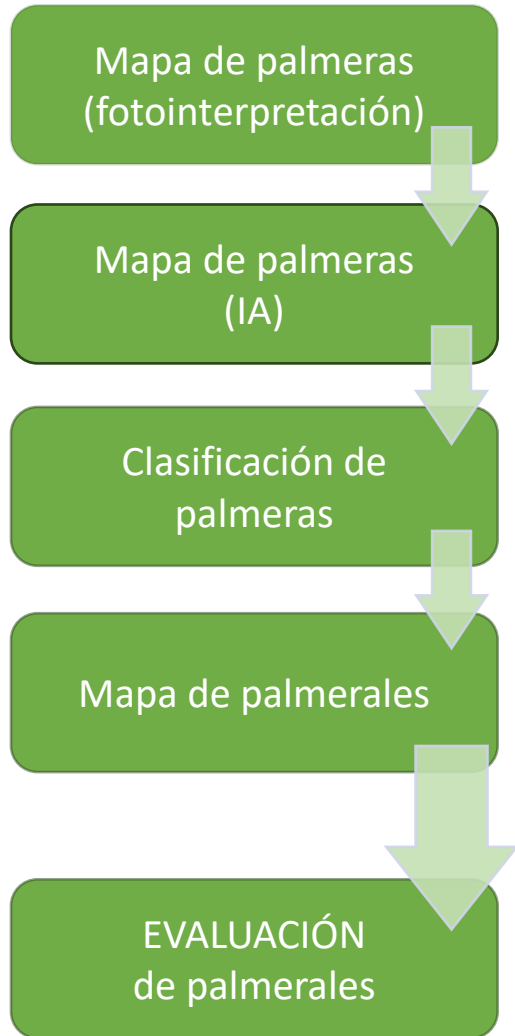 Mapa de palmeras
(fotointerpretación)
Mapa de palmeras
(IA)
Clasificación de
palmeras
Mapa de palmerales
EVALUACIÓN
de palmerales